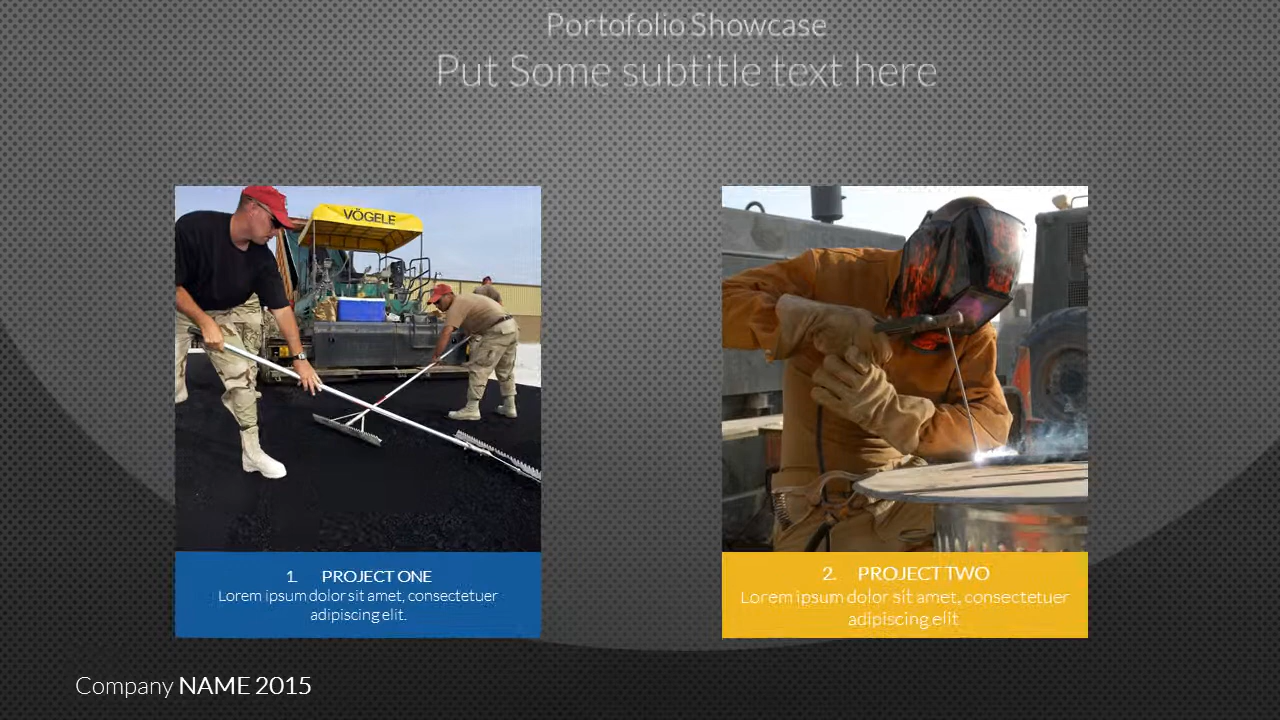 Portofolio Showcase
Put Some subtitle text here
VÖGELE
1. PROJECT ONE
Lorem ipsum dolor sit amet, consectetuer
adipiscing elit.
2. PROJECT TWO
Lorem ipsum dolor sit amet, consectetuer
adipiscing elit
Company NAME 2015